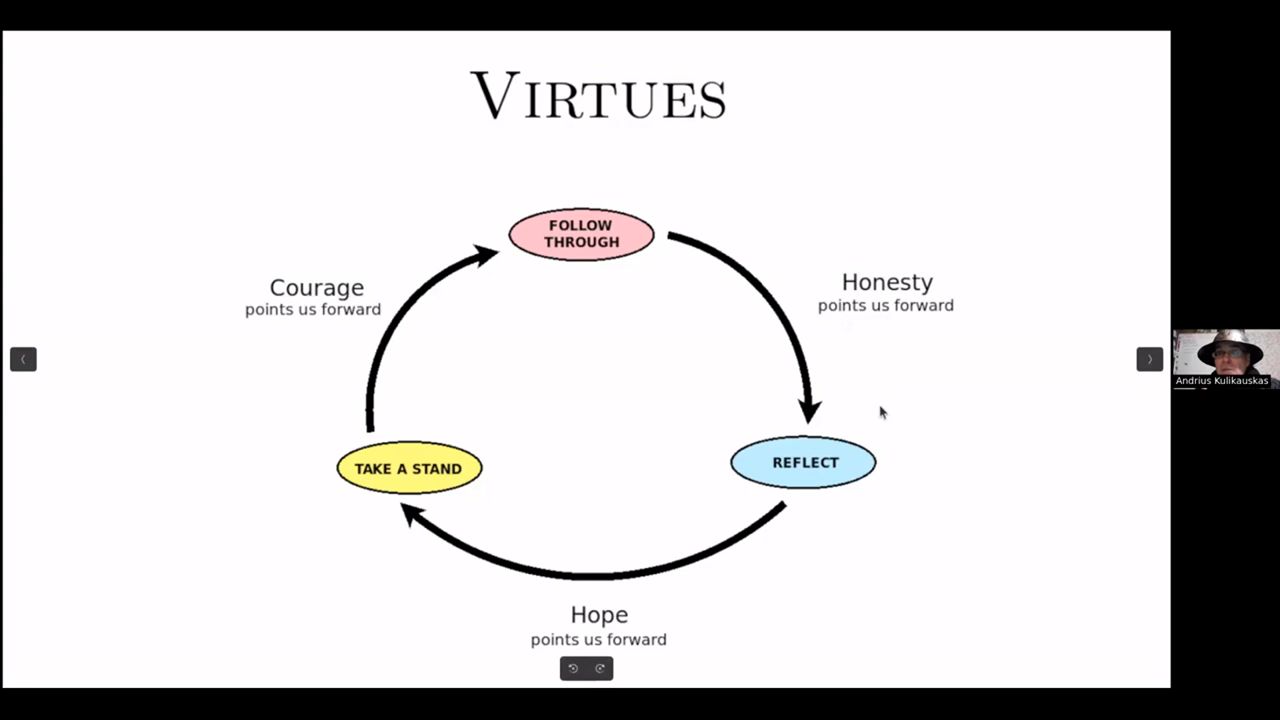 VIRTUES
FOLLOW
THROUGH
Courage
points us forward
Honesty
points us forward
TAKE A STAND
REFLECT
Hope
points us forward
Andrius Kulikauskas